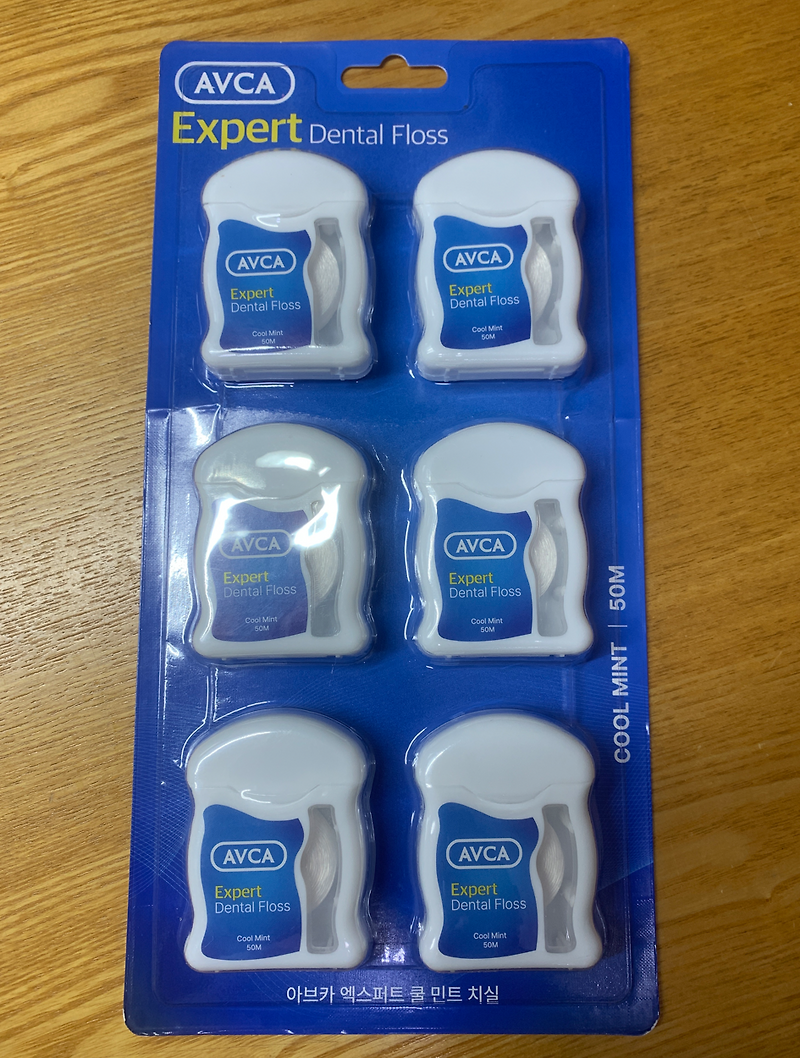 AVCA
Expert Dental Floss
AVCA
Expert
Dental Floss
Cool Mint
50M
AVCA
Expert
Dental Floss
Cool Mint
50M
AVCA
Expert
Dental Floss
Cool Mint
50M
AVCA
Expert
Dental Floss
Cool Mint
50M
COOL MINT | 50M
AVCA
Expert
Dental Floss
Cool Mint
50M
AVCA
Expert
Dental Floss
Cool Mint
50M
아브카 엑스퍼트 쿨 민트 치실